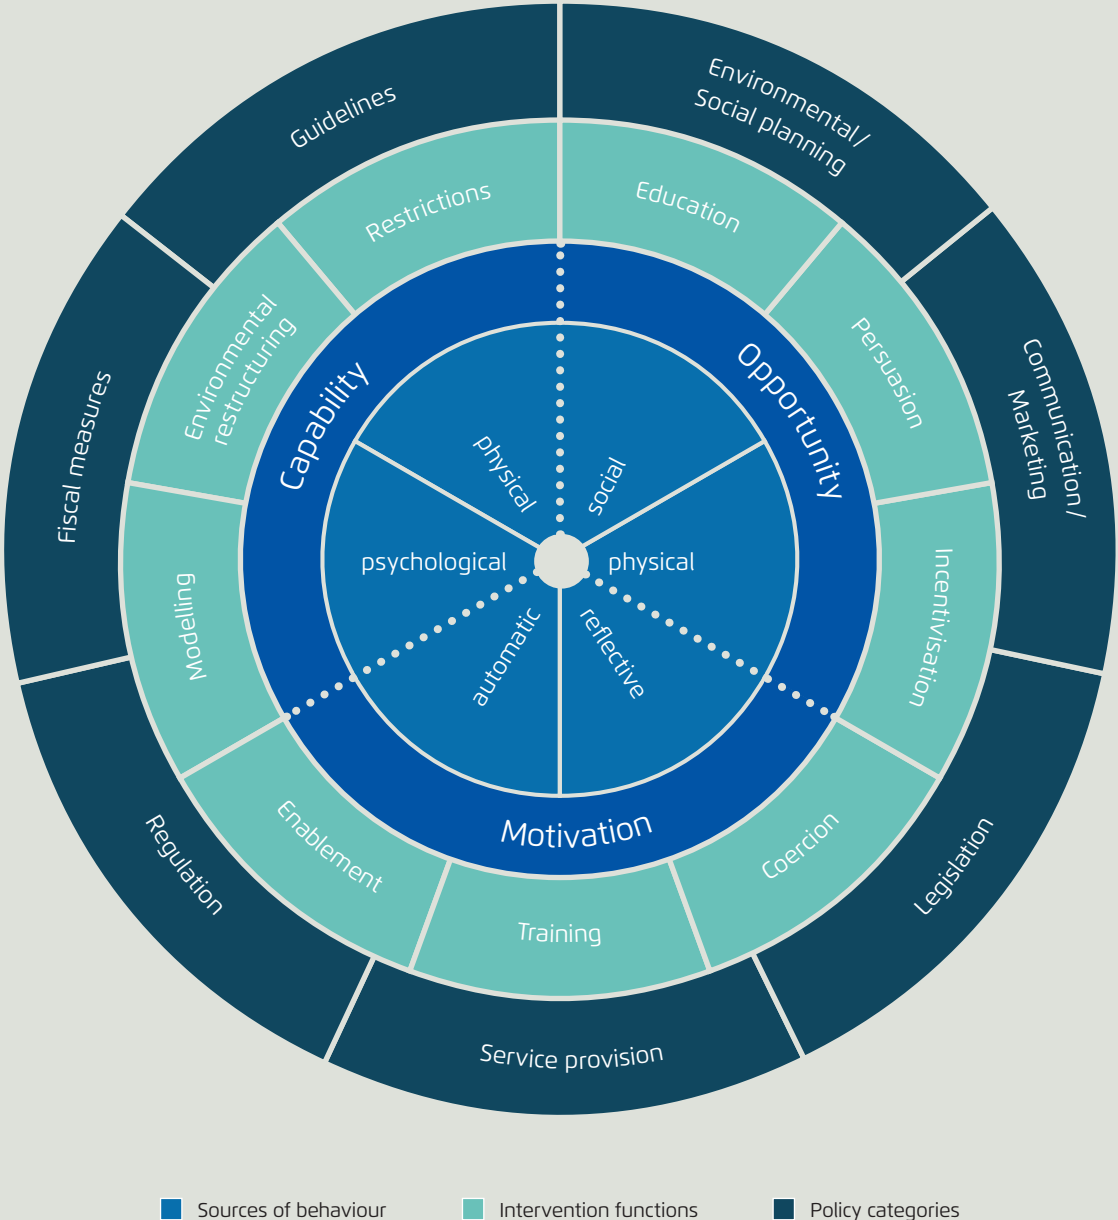 Guidelines
Environmental/
Social planning
Communication/
Marketing
Legislation
Service provision
Regulation
Fiscal measures
Restrictions
Education
Persuasion
Incentivisation
Coercion
Training
Enablement
Modelling
Environmental
restructuring
Capability
Opportunity
Motivation
physical
social
psychological
physical
automatic
reflective
Sources of behaviour
Intervention functions
Policy categories